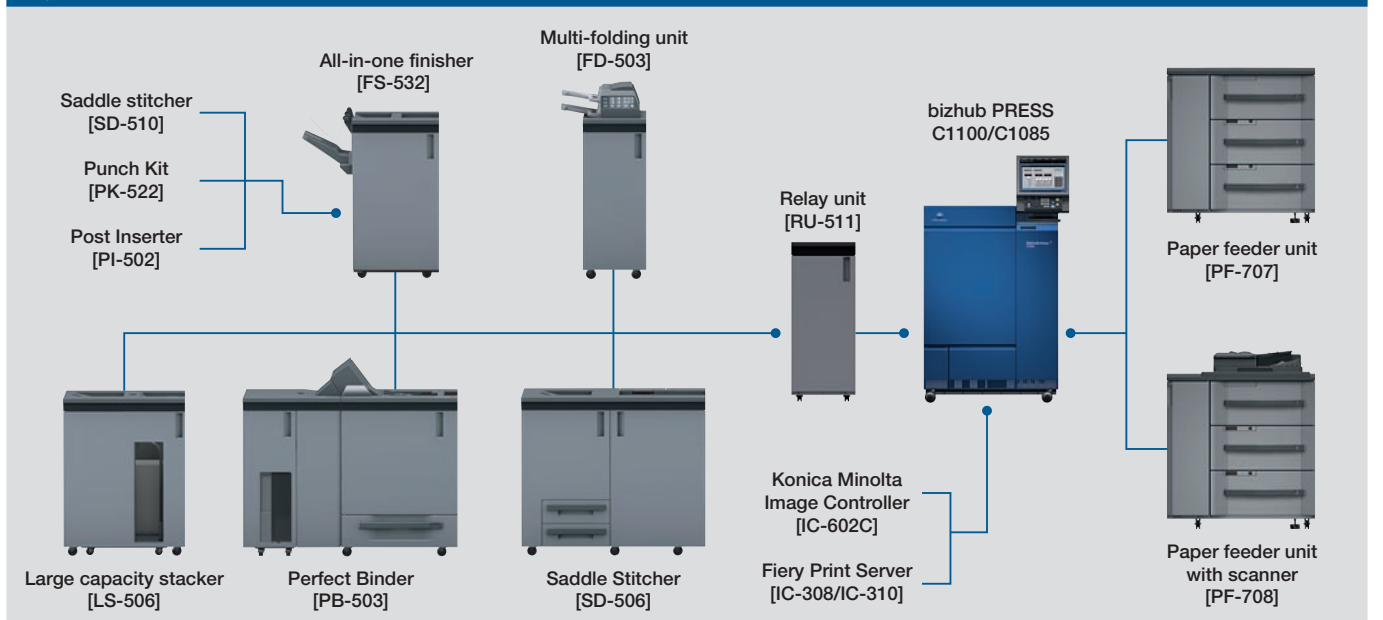 Multi-folding unit
[FD-503]
All-in-one finisher
[FS-532]
Saddle stitcher
[SD-510]
Punch Kit
[PK-522]
Post Inserter
[PI-502]
bizhub PRESS
C1100/C1085
Relay unit
[RU-511]
Paper feeder unit
[PF-707]
Large capacity stacker
[LS-506]
Perfect Binder
[PB-503]
Saddle Stitcher
[SD-506]
Konica Minolta
Image Controller
[IC-602C]
Fiery Print Server
[IC-308/IC-310]
Paper feeder unit
with scanner
[PF-708]